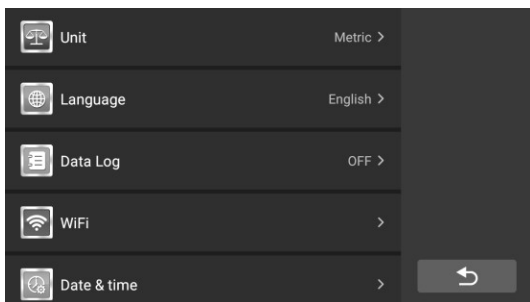 Unit Metric >
Language English >
Data Log OFF >
WiFi >
Date & time >